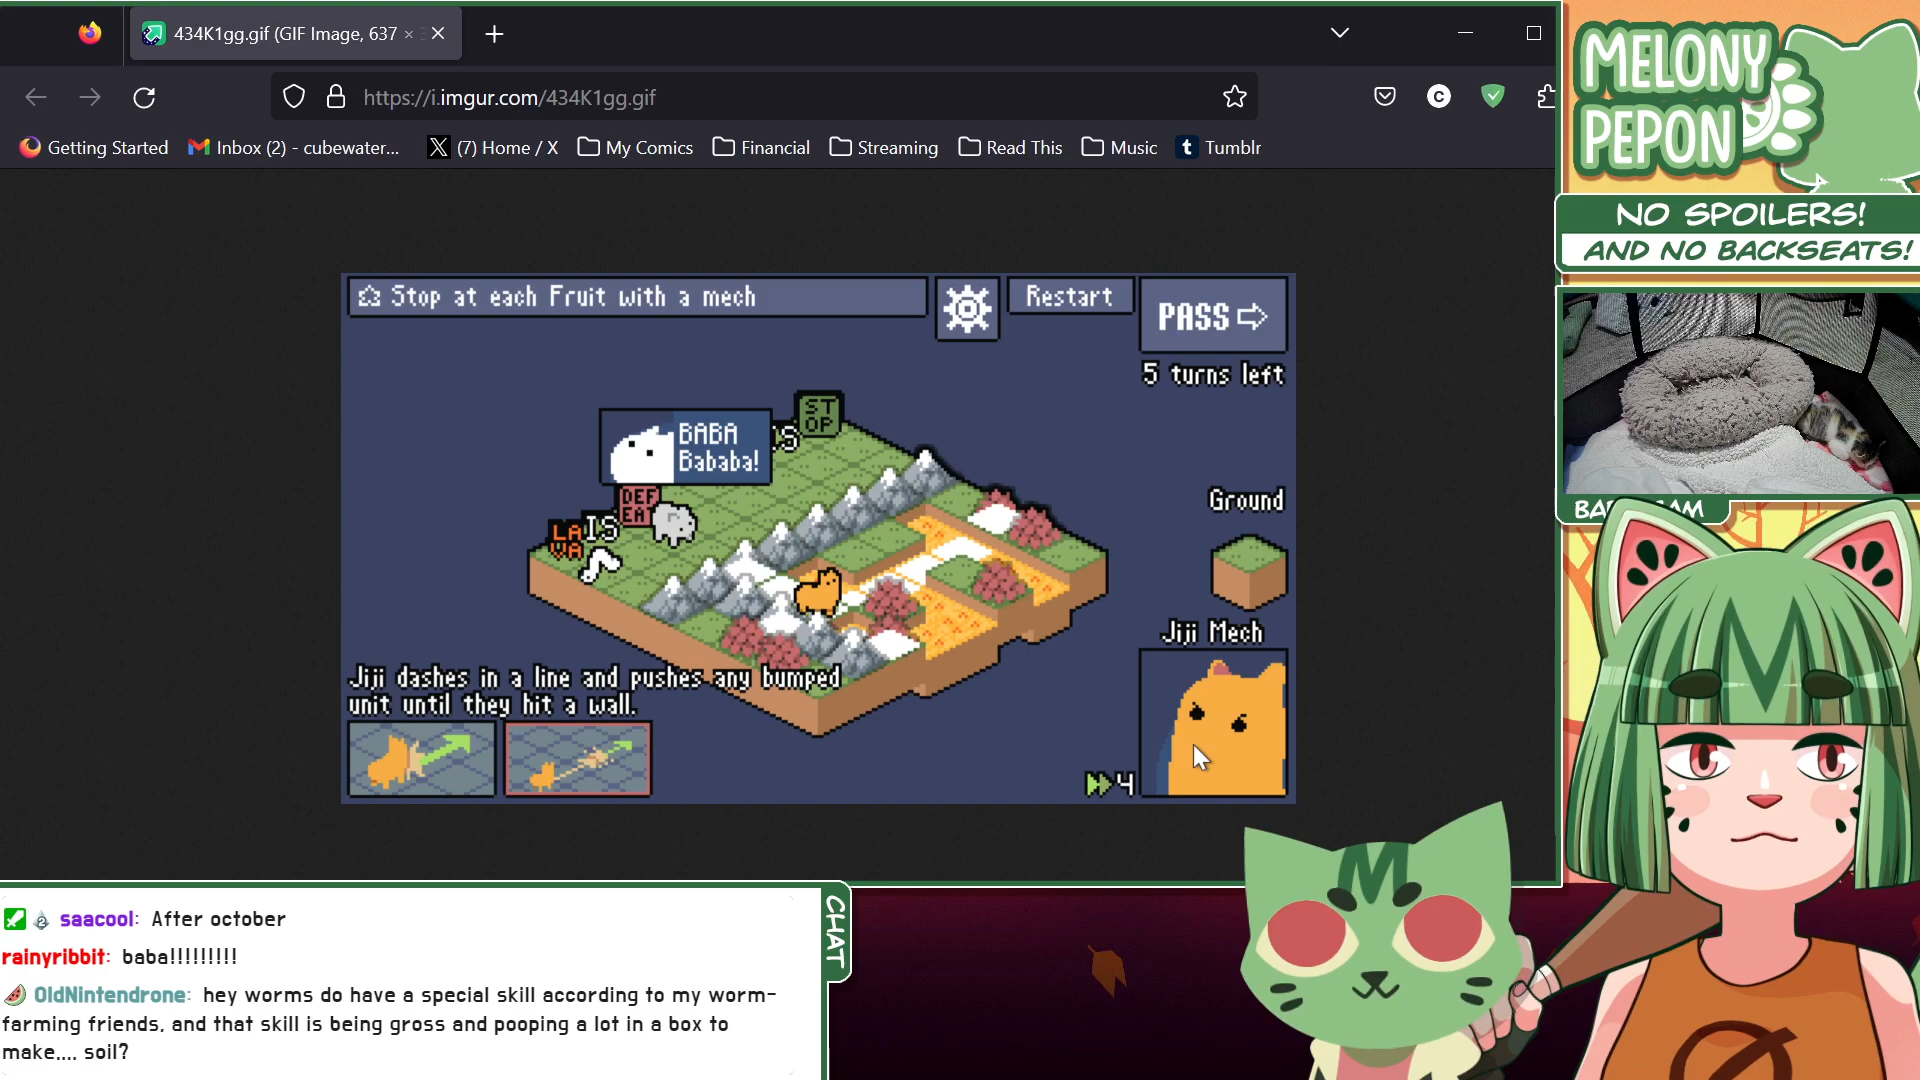 434K1gg.gif (GIF Image, 637 ×
https://i.imgur.com/434K1gg.gif
Getting Started
Inbox (2) - cubewater...
(7) Home / X
My Comics
Financial
Streaming
Read This
Music
Tumblr
Stop at each Fruit with a mech
Restart
PASS
5 turns left
ST
OP
IS
BABA
Bababa!
DEF
EAT
LA
VA
IS
Ground
Jiji Mech
Jiji dashes in a line and pushes any bumped
unit until they hit a wall.
4
MELONY
PEPON
NO SPOILERS!
AND NO BACKSEATS!
CHAT
saacool: After october
rainyribbit: baba!!!!!!!!!
OldNintendrone: hey worms do have a special skill according to my worm-
farming friends, and that skill is being gross and pooping a lot in a box to
make.... soil?
M
M